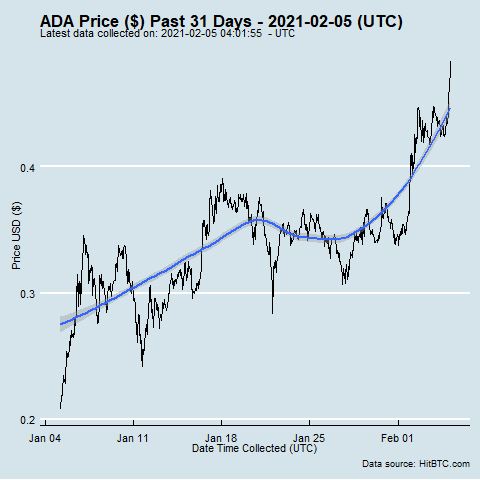 ADA Price ($) Past 31 Days - 2021-02-05 (UTC)
Latest data collected on: 2021-02-05 04:01:55 - UTC
Price USD ($)
0.4
0.3
0.2
Jan 04 Jan 11 Jan 18 Jan 25 Feb 01
Date Time Collected (UTC)
Data source: HitBTC.com